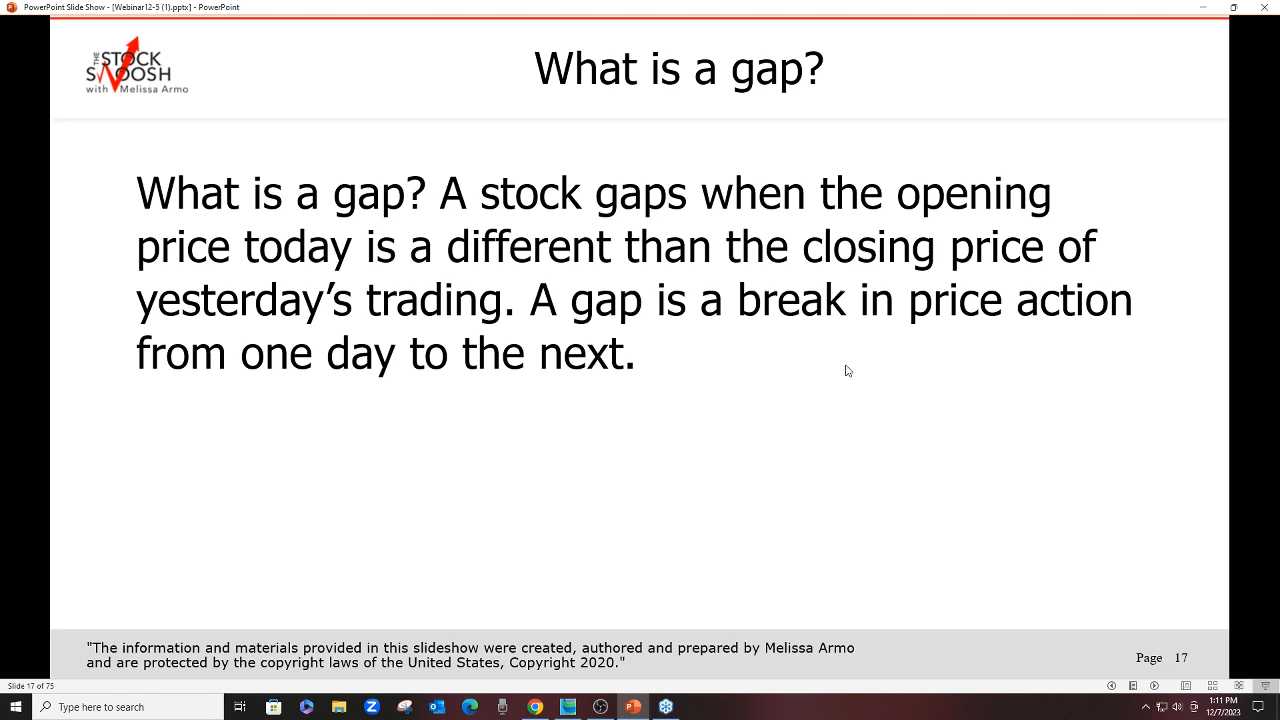 PowerPoint Slide Show - [Webinar12-5 (1).pptx] - PowerPoint
THE STOCK
SWOOSH
with Melissa Armo
What is a gap?
What is a gap? A stock gaps when the opening
price today is a different than the closing price of
yesterday’s trading. A gap is a break in price action
from one day to the next.
"The information and materials provided in this slideshow were created, authored and prepared by Melissa Armo
and are protected by the copyright laws of the United States, Copyright 2020."
Page 17
Slide 17 of 75
Type here to search
1:11 PM
12/7/2023